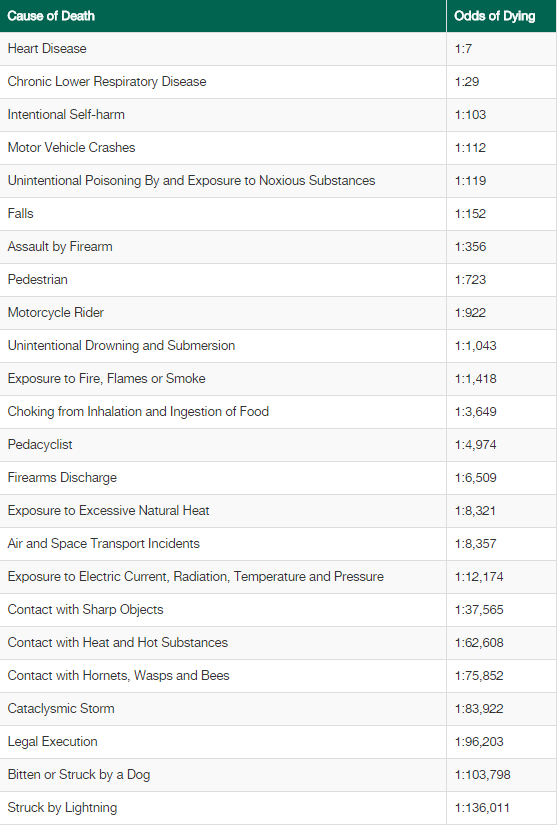 Cause of Death Odds of Dying
Heart Disease 1:7
Chronic Lower Respiratory Disease 1:29
Intentional Self-harm 1:103
Motor Vehicle Crashes 1:112
Unintentional Poisoning By and Exposure to Noxious Substances 1:119
Falls 1:152
Assault by Firearm 1:356
Pedestrian 1:723
Motorcycle Rider 1:922
Unintentional Drowning and Submersion 1:1,043
Exposure to Fire, Flames or Smoke 1:1,418
Choking from Inhalation and Ingestion of Food 1:3,649
Pedacyclist 1:4,974
Firearms Discharge 1:6,509
Exposure to Excessive Natural Heat 1:8,321
Air and Space Transport Incidents 1:8,357
Exposure to Electric Current, Radiation, Temperature and Pressure 1:12,174
Contact with Sharp Objects 1:37,565
Contact with Heat and Hot Substances 1:62,608
Contact with Hornets, Wasps and Bees 1:75,852
Cataclysmic Storm 1:83,922
Legal Execution 1:96,203
Bitten or Struck by a Dog 1:103,798
Struck by Lightning 1:136,011